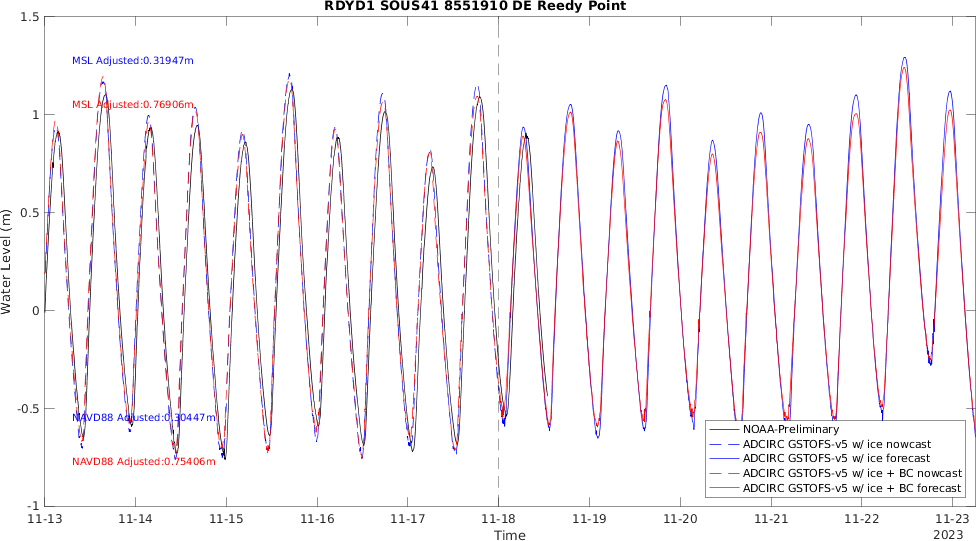 RDYD1 SOUS41 8551910 DE Reedy Point
1.5
MSL Adjusted:0.31947m
MSL Adjusted:0.76906m
1
0.5
Water Level (m)
0
-0.5
NAVD88 Adjusted:0.30447m
NAVD88 Adjusted:0.75406m
-1
NOAA-Preliminary
ADCIRC GSTOFS-v5 w/ ice nowcast
ADCIRC GSTOFS-v5 w/ ice forecast
ADCIRC GSTOFS-v5 w/ ice + BC nowcast
ADCIRC GSTOFS-v5 w/ ice + BC forecast
11-13 11-14 11-15 11-16 11-17 11-18 11-19 11-20 11-21 11-22 11-23
Time
2023